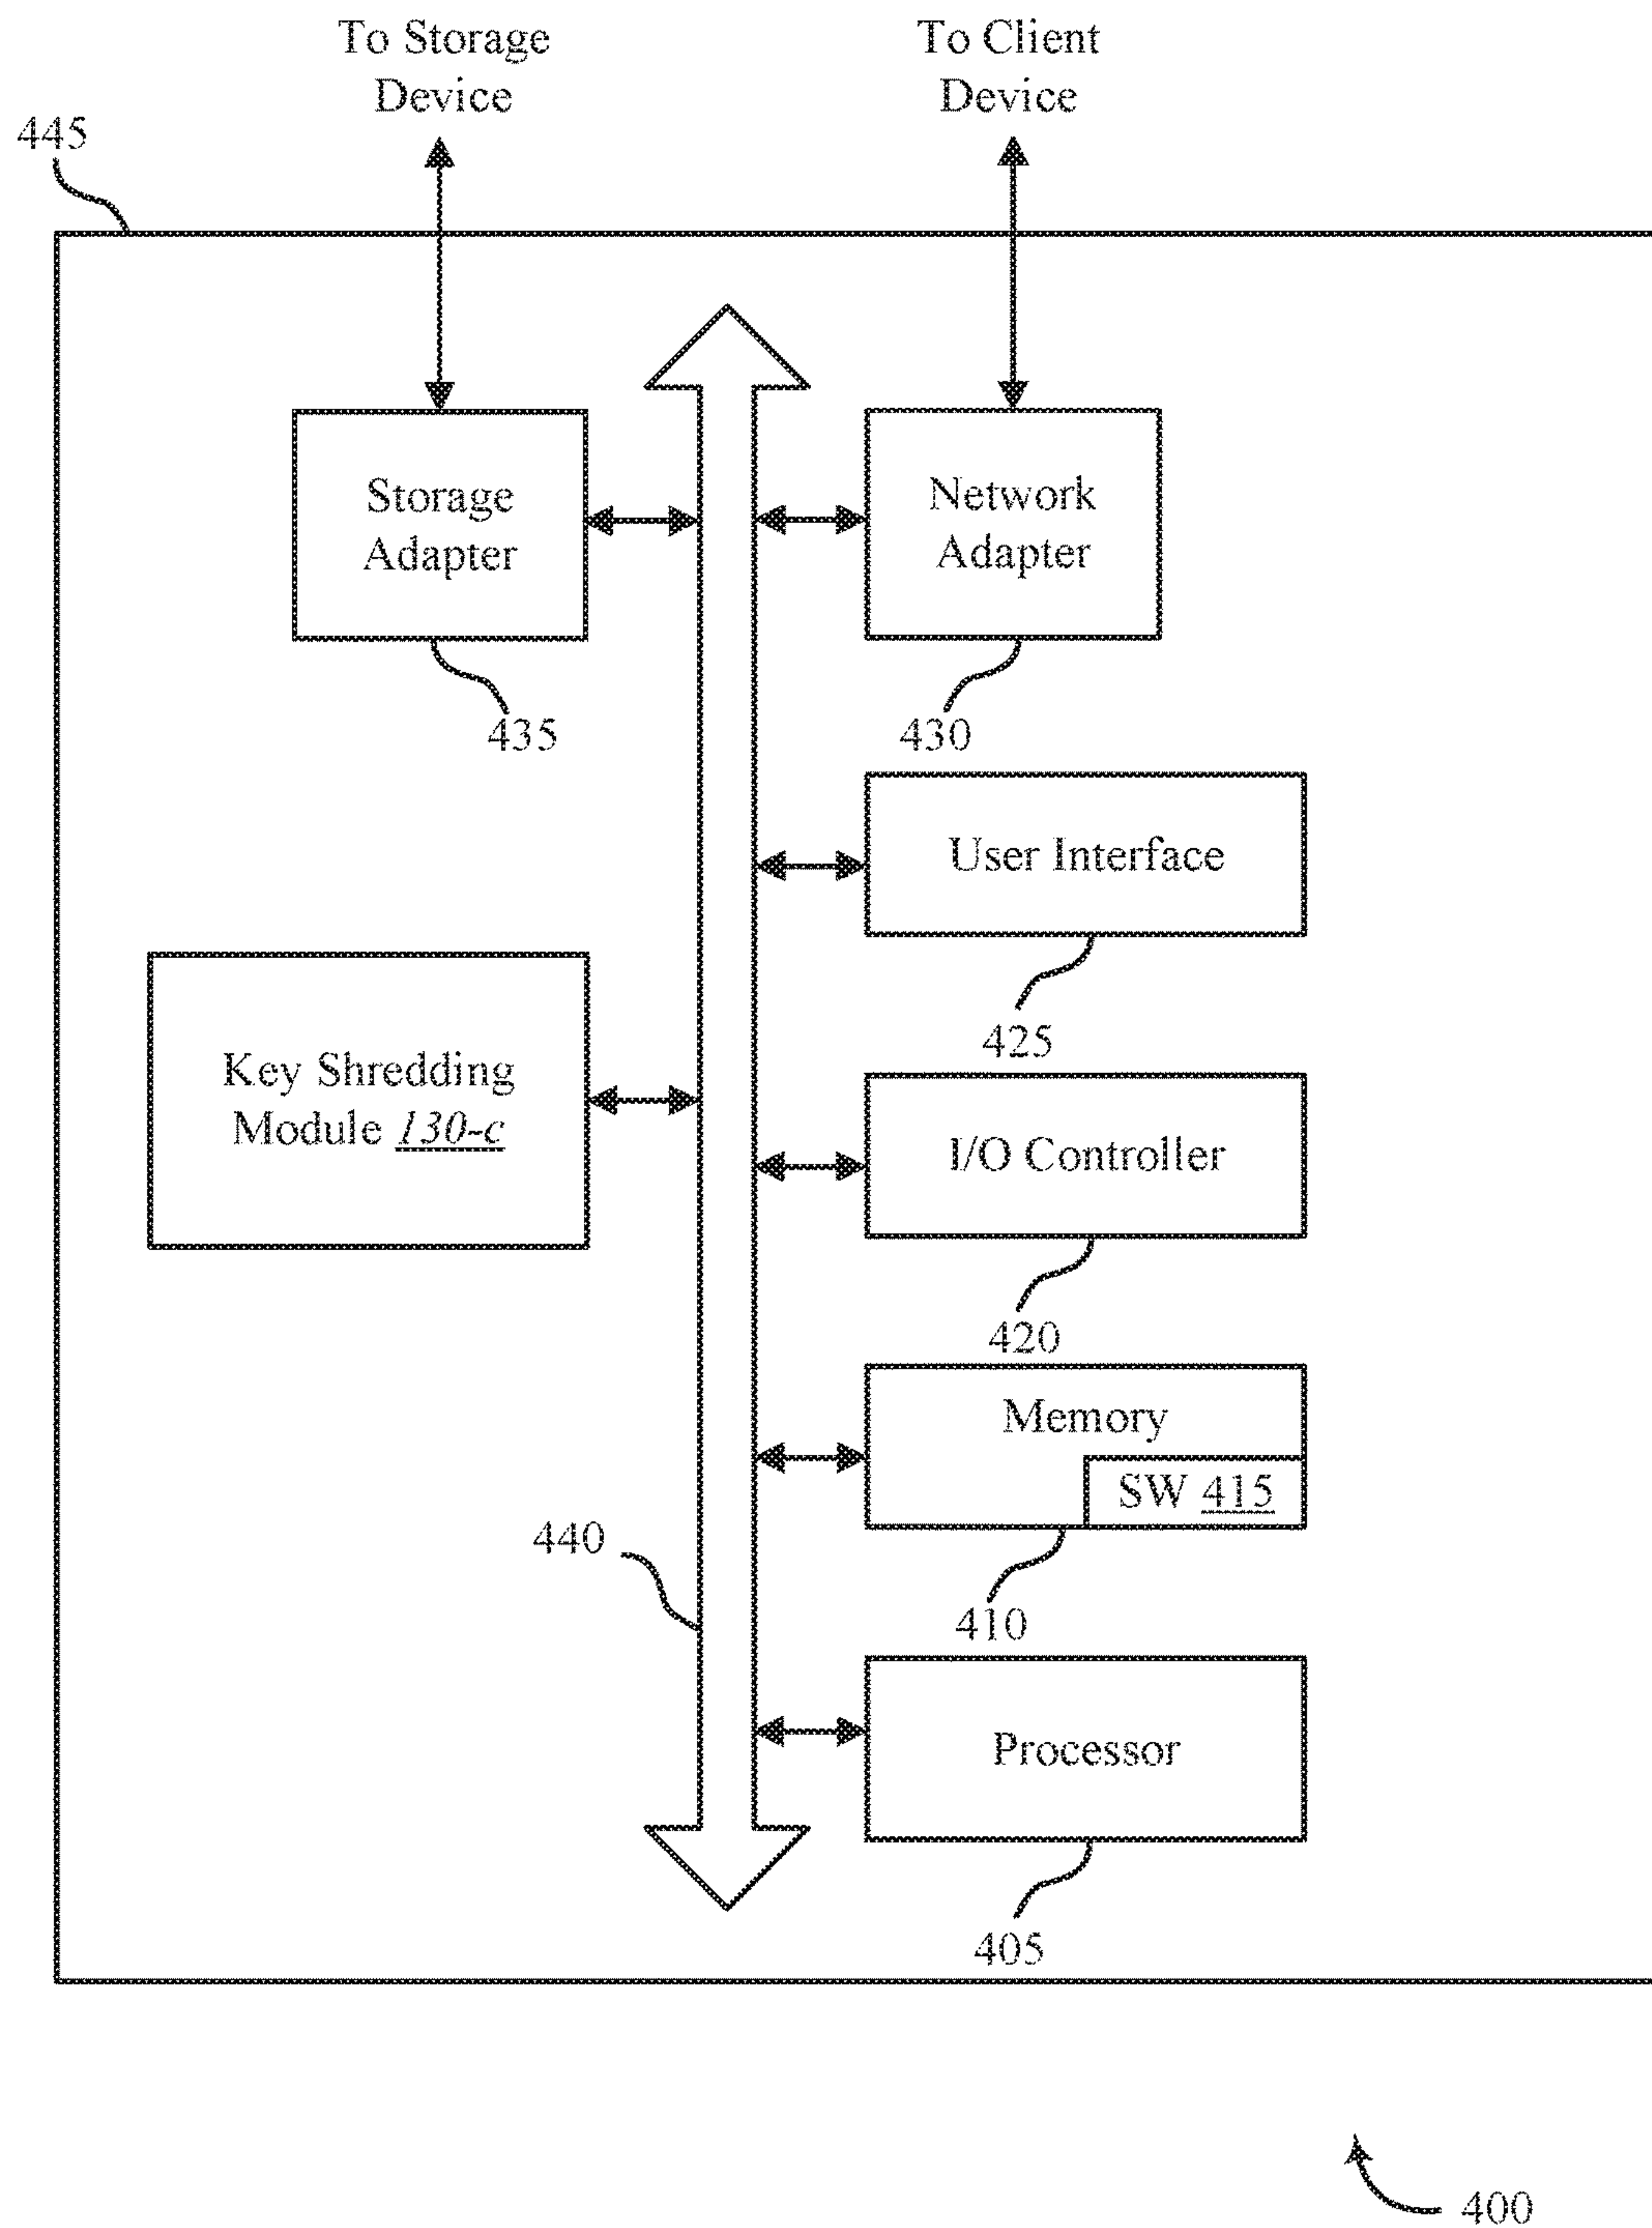 To Storage
Device
To Client
Device
445
Storage
Adapter
Network
Adapter
435
430
User Interface
425
Key Shredding
Module 130-c
I/O Controller
420
Memory
SW 415
440
410
Processor
405
400